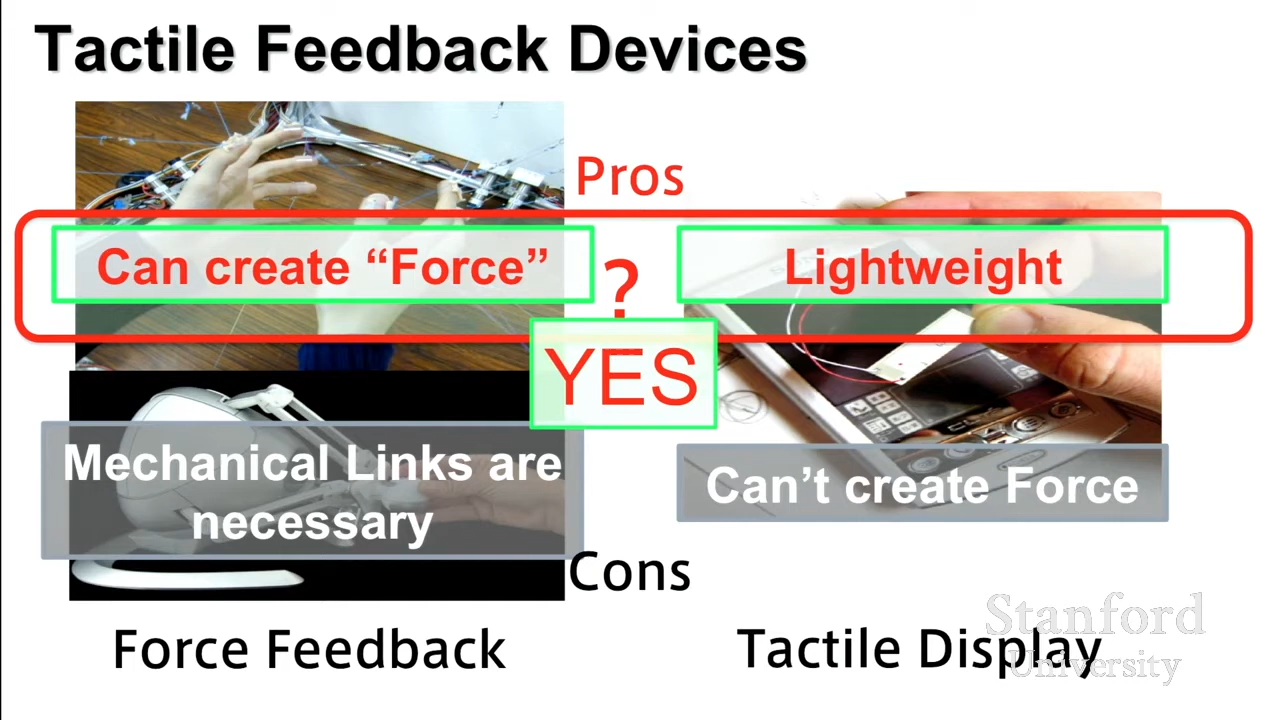 Tactile Feedback Devices
Pros
Can create “Force”
?
Lightweight
YES
Mechanical Links are
necessary
Can’t create Force
Cons
Force Feedback
Tactile Display
Stanford
University